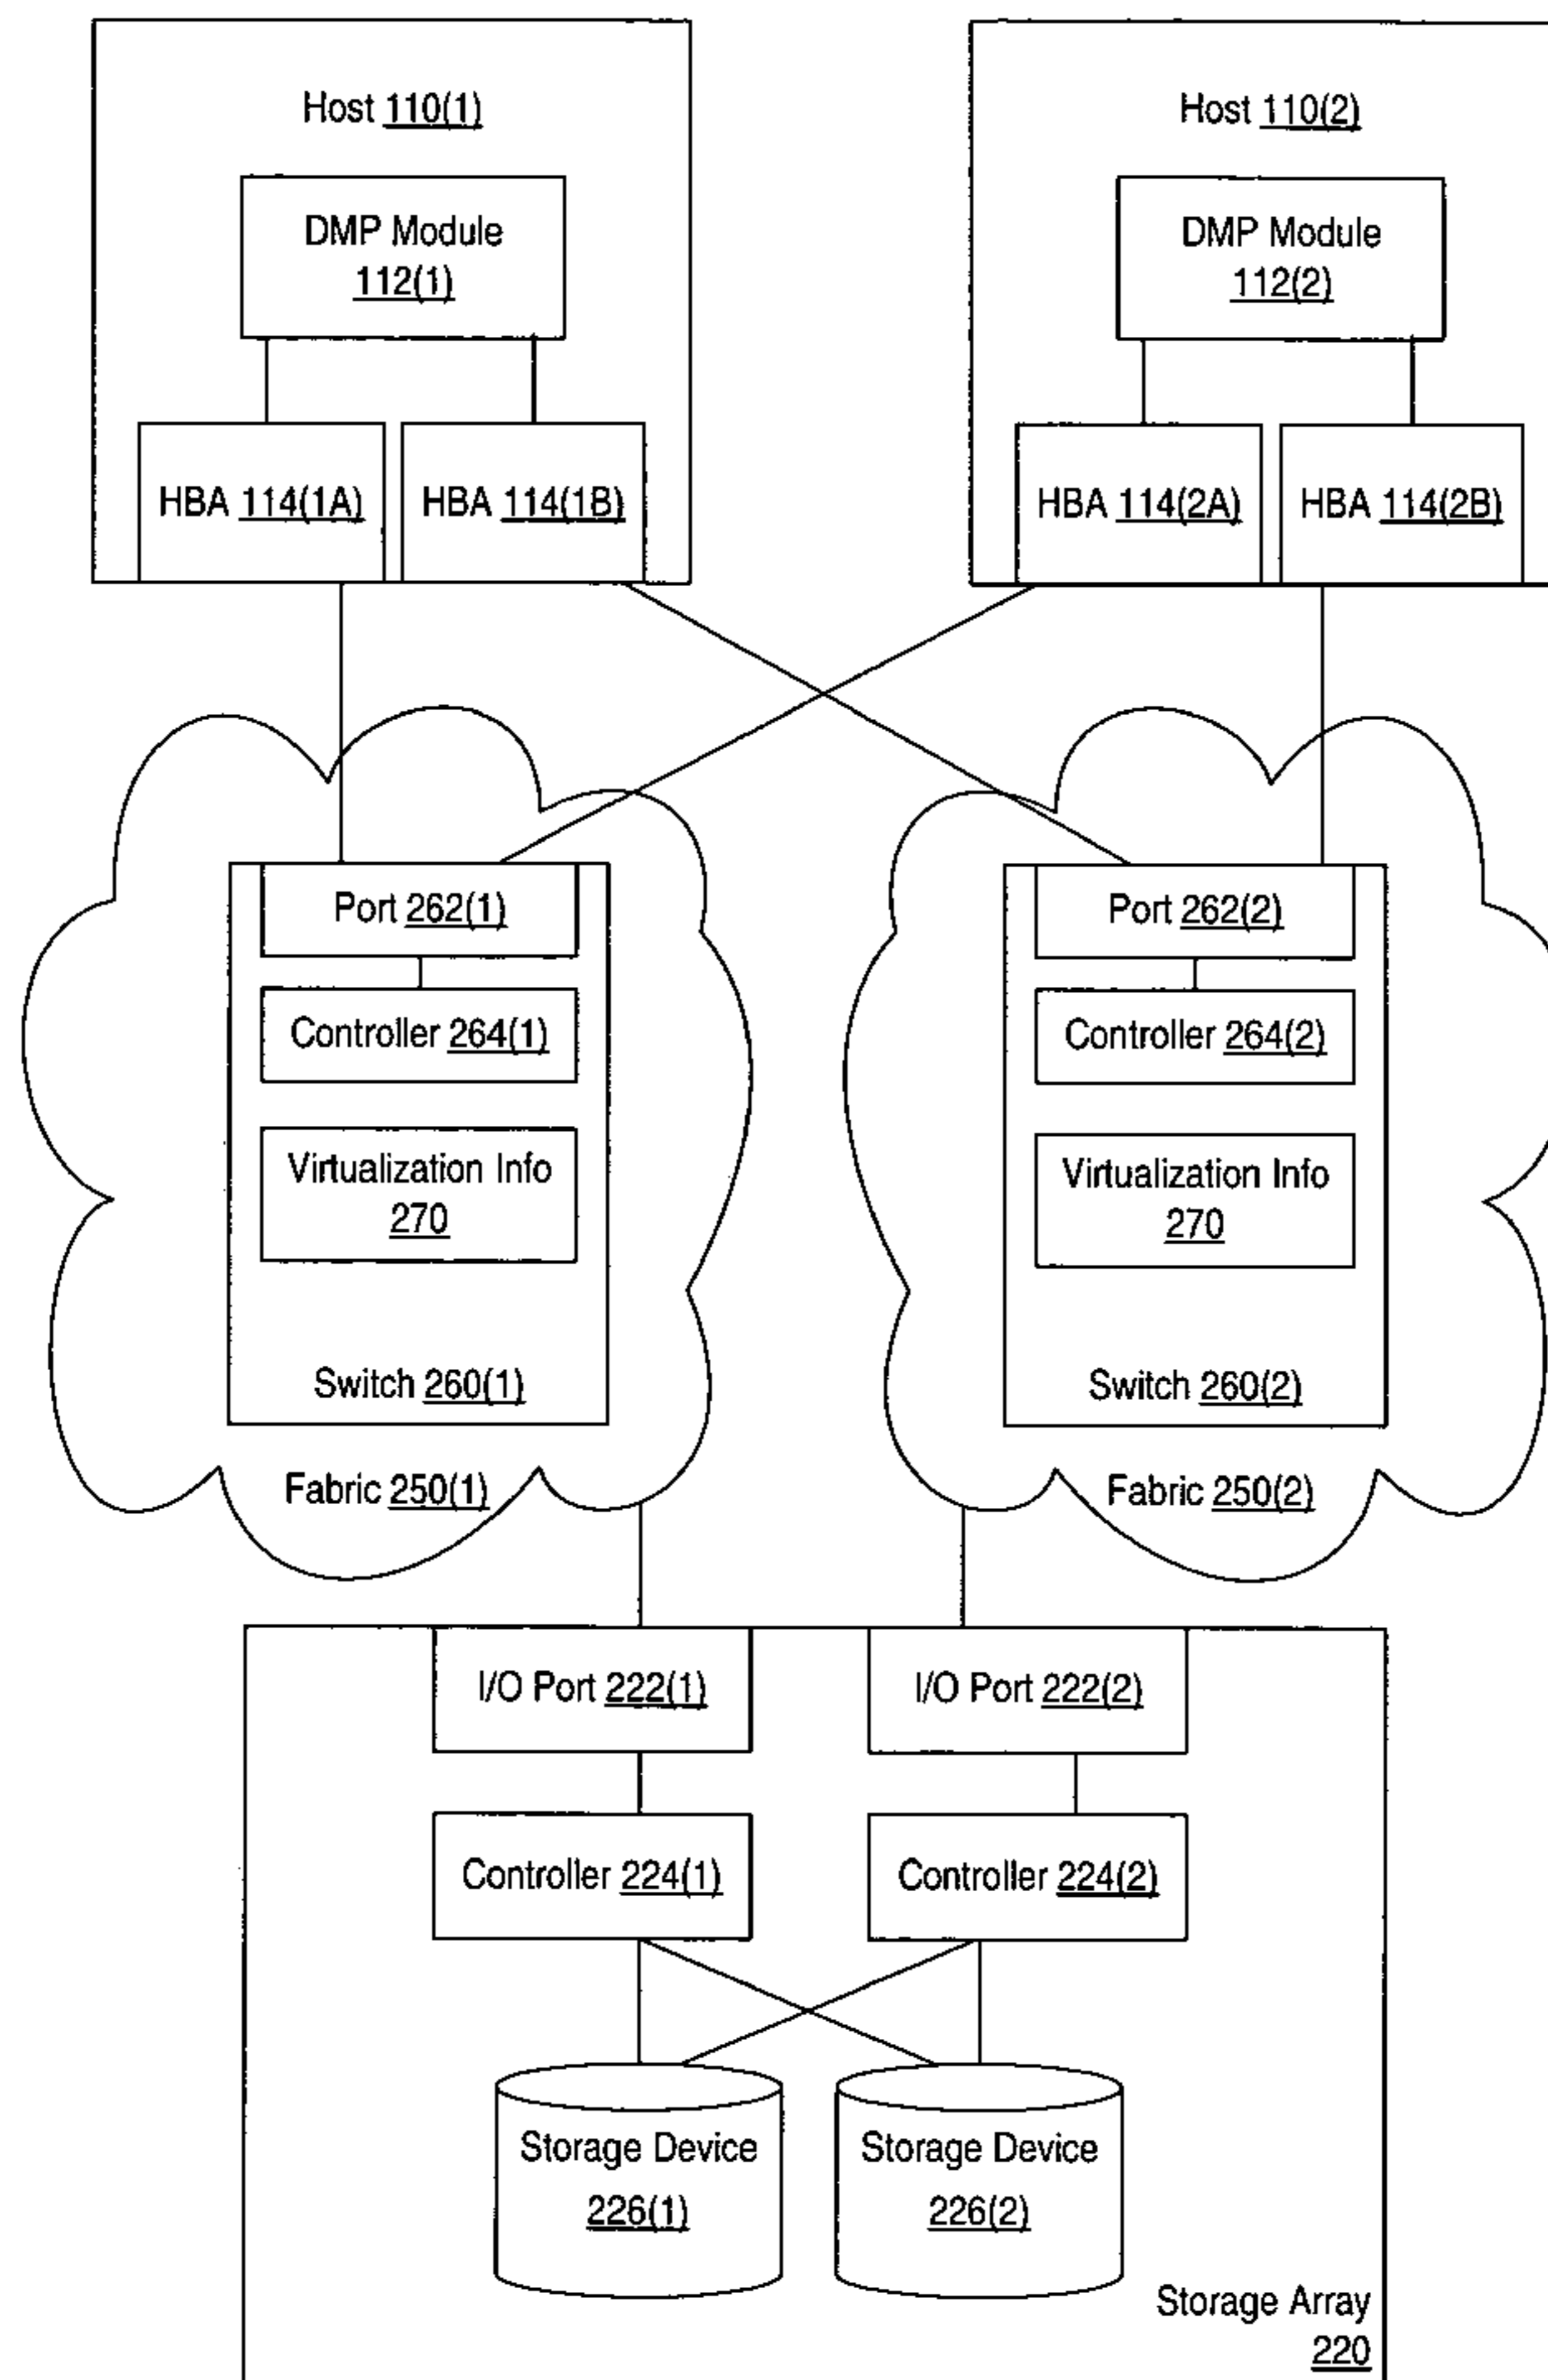 Host 110(1)
DMP Module
112(1)
HBA 114(1A)
HBA 114(1B)
Host 110(2)
DMP Module
112(2)
HBA 114(2A)
HBA 114(2B)
Port 262(1)
Controller 264(1)
Virtualization Info
270
Switch 260(1)
Fabric 250(1)
Port 262(2)
Controller 264(2)
Virtualization Info
270
Switch 260(2)
Fabric 250(2)
I/O Port 222(1)
I/O Port 222(2)
Controller 224(1)
Controller 224(2)
Storage Device
226(1)
Storage Device
226(2)
Storage Array
220